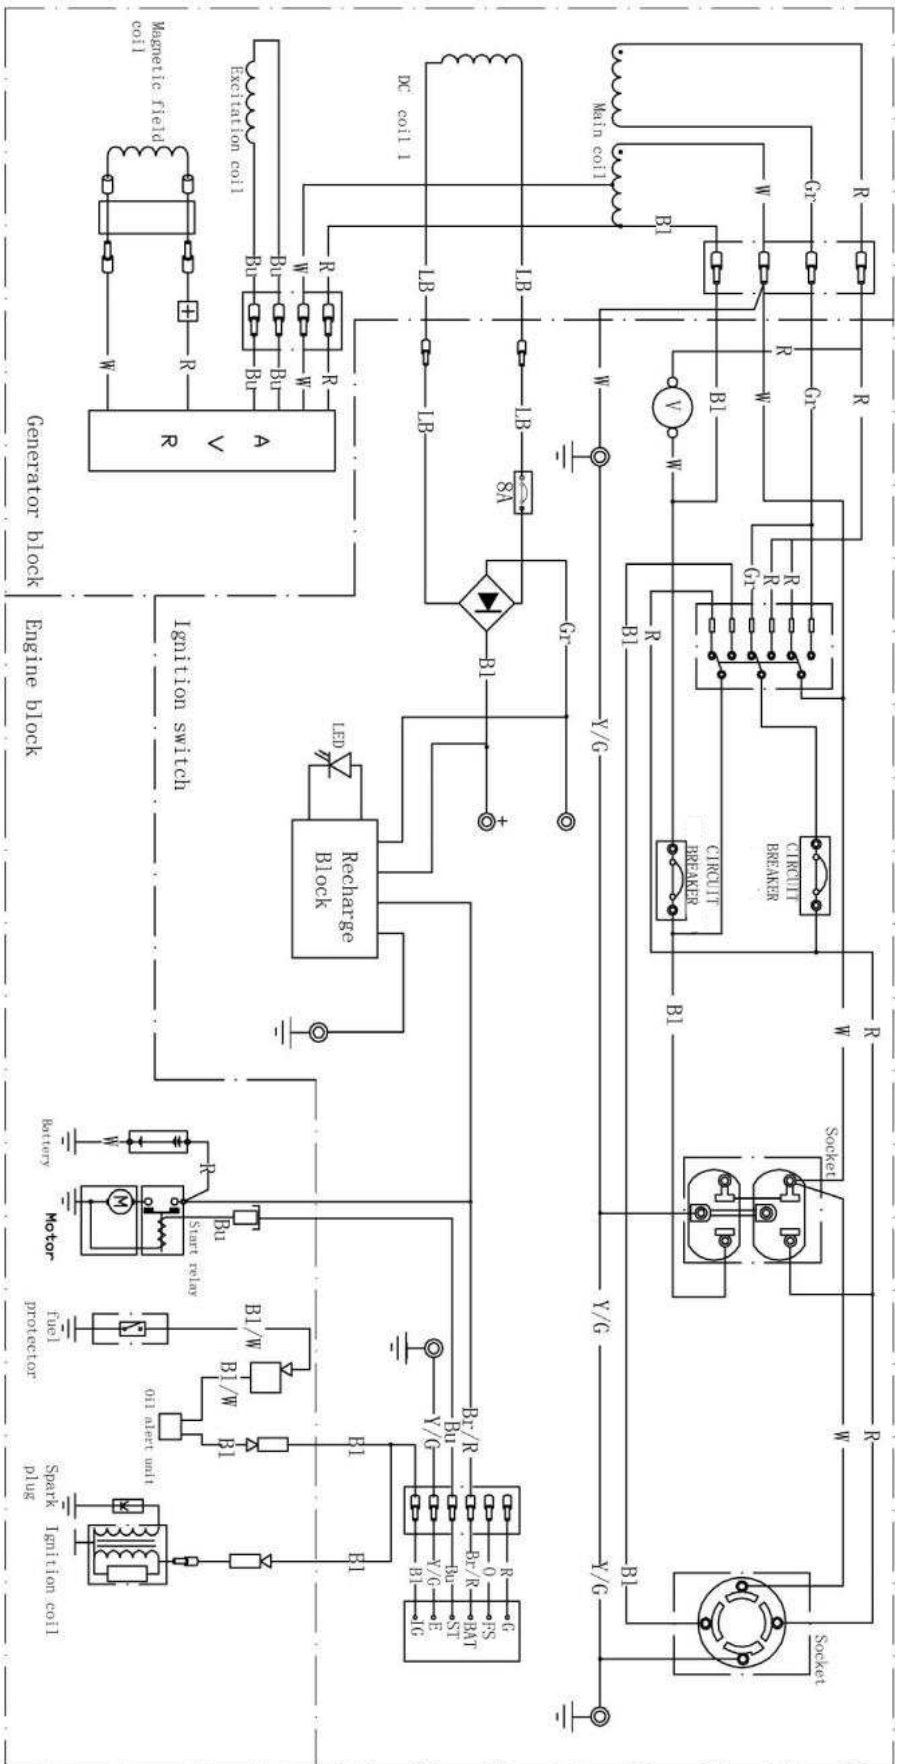 R R R R
W W
Socket
Socket
Gr Gr
R
CIRCUIT
BREAKER
R R
W W
Gr
Bl
CIRCUIT
BREAKER
V W Bl
Bl
R
Bl Bl
Main coil
W Y/G Y/G Y/G
Gr
LB LB
8A
+
R G
O FS
Bl
Br/R Br/R BAT
Bu Bu ST
Y/G Y/G E
LB LB
Bl IG
DC coil 1
Bl Bl
Recharge
Block
LED
R R
W W
Bu Bu
Bu Bu
A
V
R
Excitation coil
Bl/W
Bl/W
Bl
Bu
R
Start relay
R
+
Ignition switch
Magnetic field
coil
Oil alert unit
M
W W
K
Generator block
Engine block
Battery
Motor
fuel
protector
Spark
plug
Ignition coil